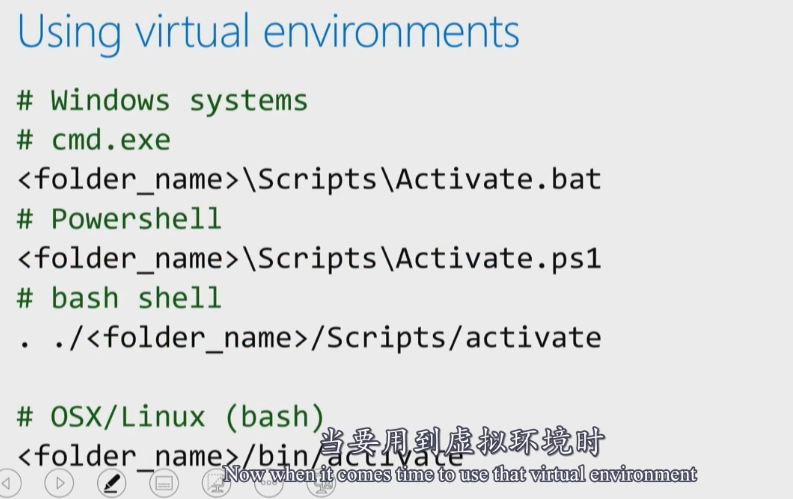 Using virtual environments
# Windows systems
# cmd.exe
<folder_name>\Scripts\Activate.bat
# Powershell
<folder_name>\Scripts\Activate.ps1
# bash shell
. ./<folder_name>/Scripts/activate
# OSX/Linux (bash)
<folder_name>/bin/activate
当要用到虚拟环境时
Now when it comes time to use that virtual environment